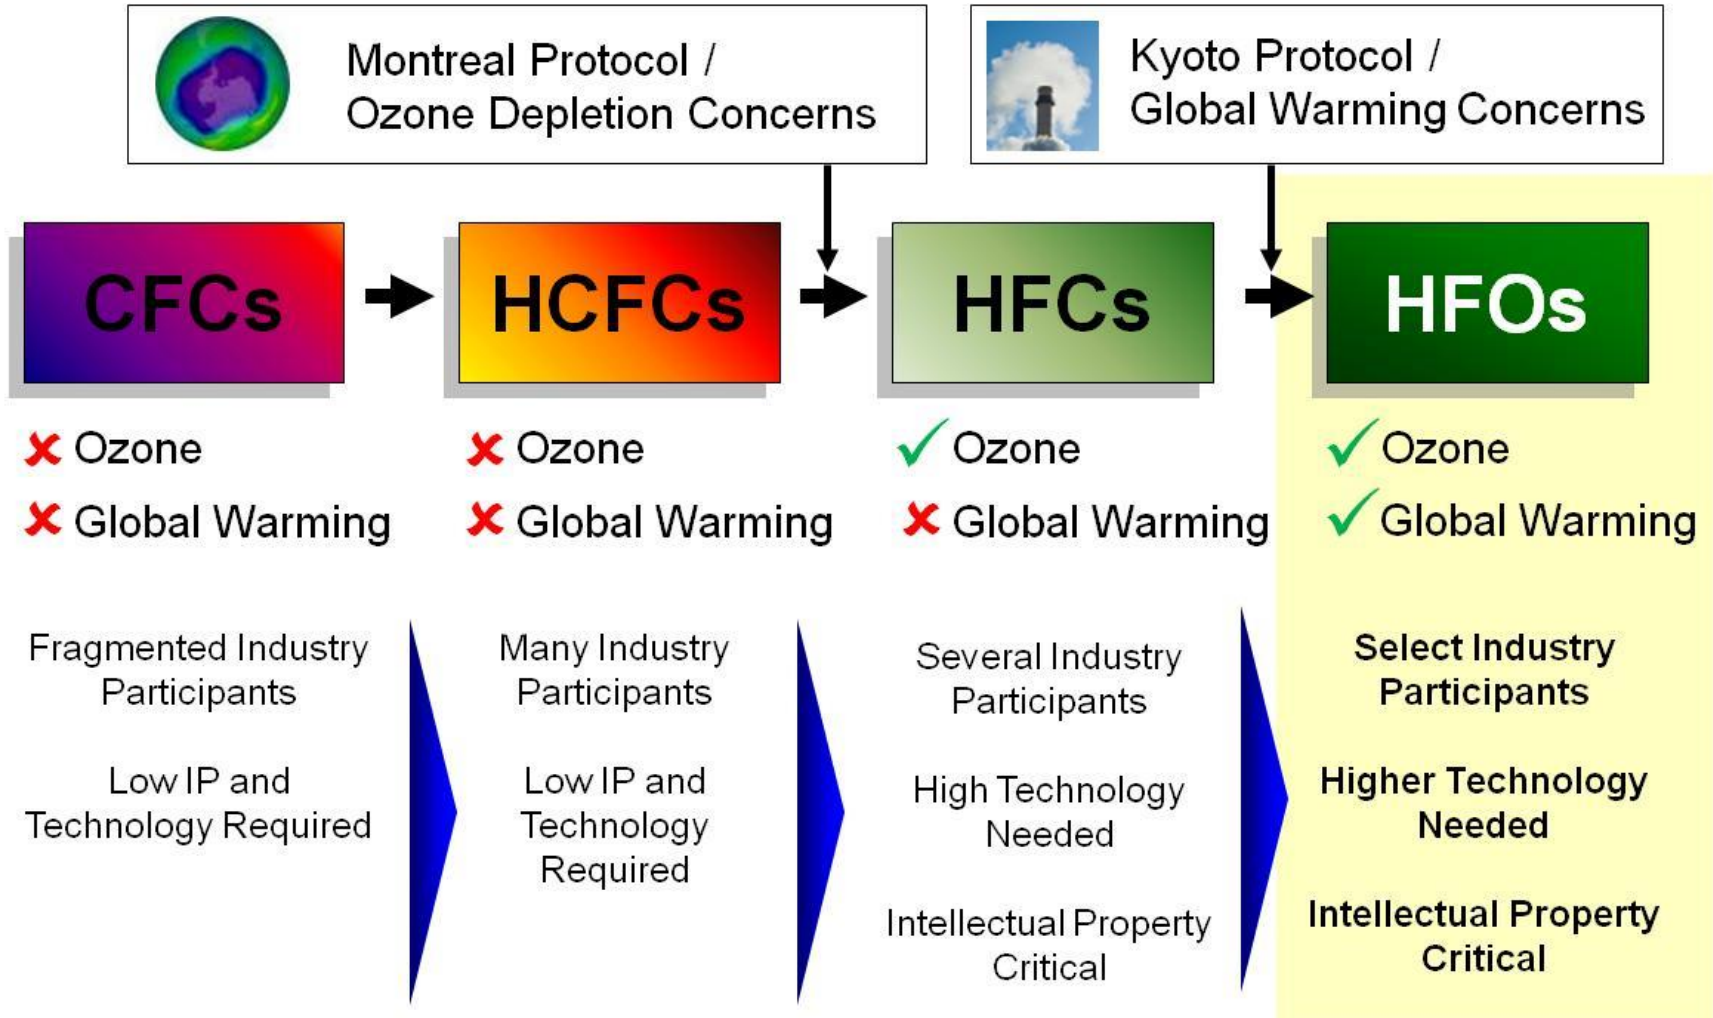 Montreal Protocol /
Ozone Depletion Concerns
Kyoto Protocol /
Global Warming Concerns
CFCs
HCFCs
HFCs
HFOs
Ozone
Global Warming
Ozone
Global Warming
Ozone
Global Warming
Ozone
Global Warming
Fragmented Industry
Participants
Low IP and
Technology Required
Many Industry
Participants
Low IP and
Technology
Required
Several Industry
Participants
High Technology
Needed
Intellectual Property
Critical
Select Industry
Participants
Higher Technology
Needed
Intellectual Property
Critical